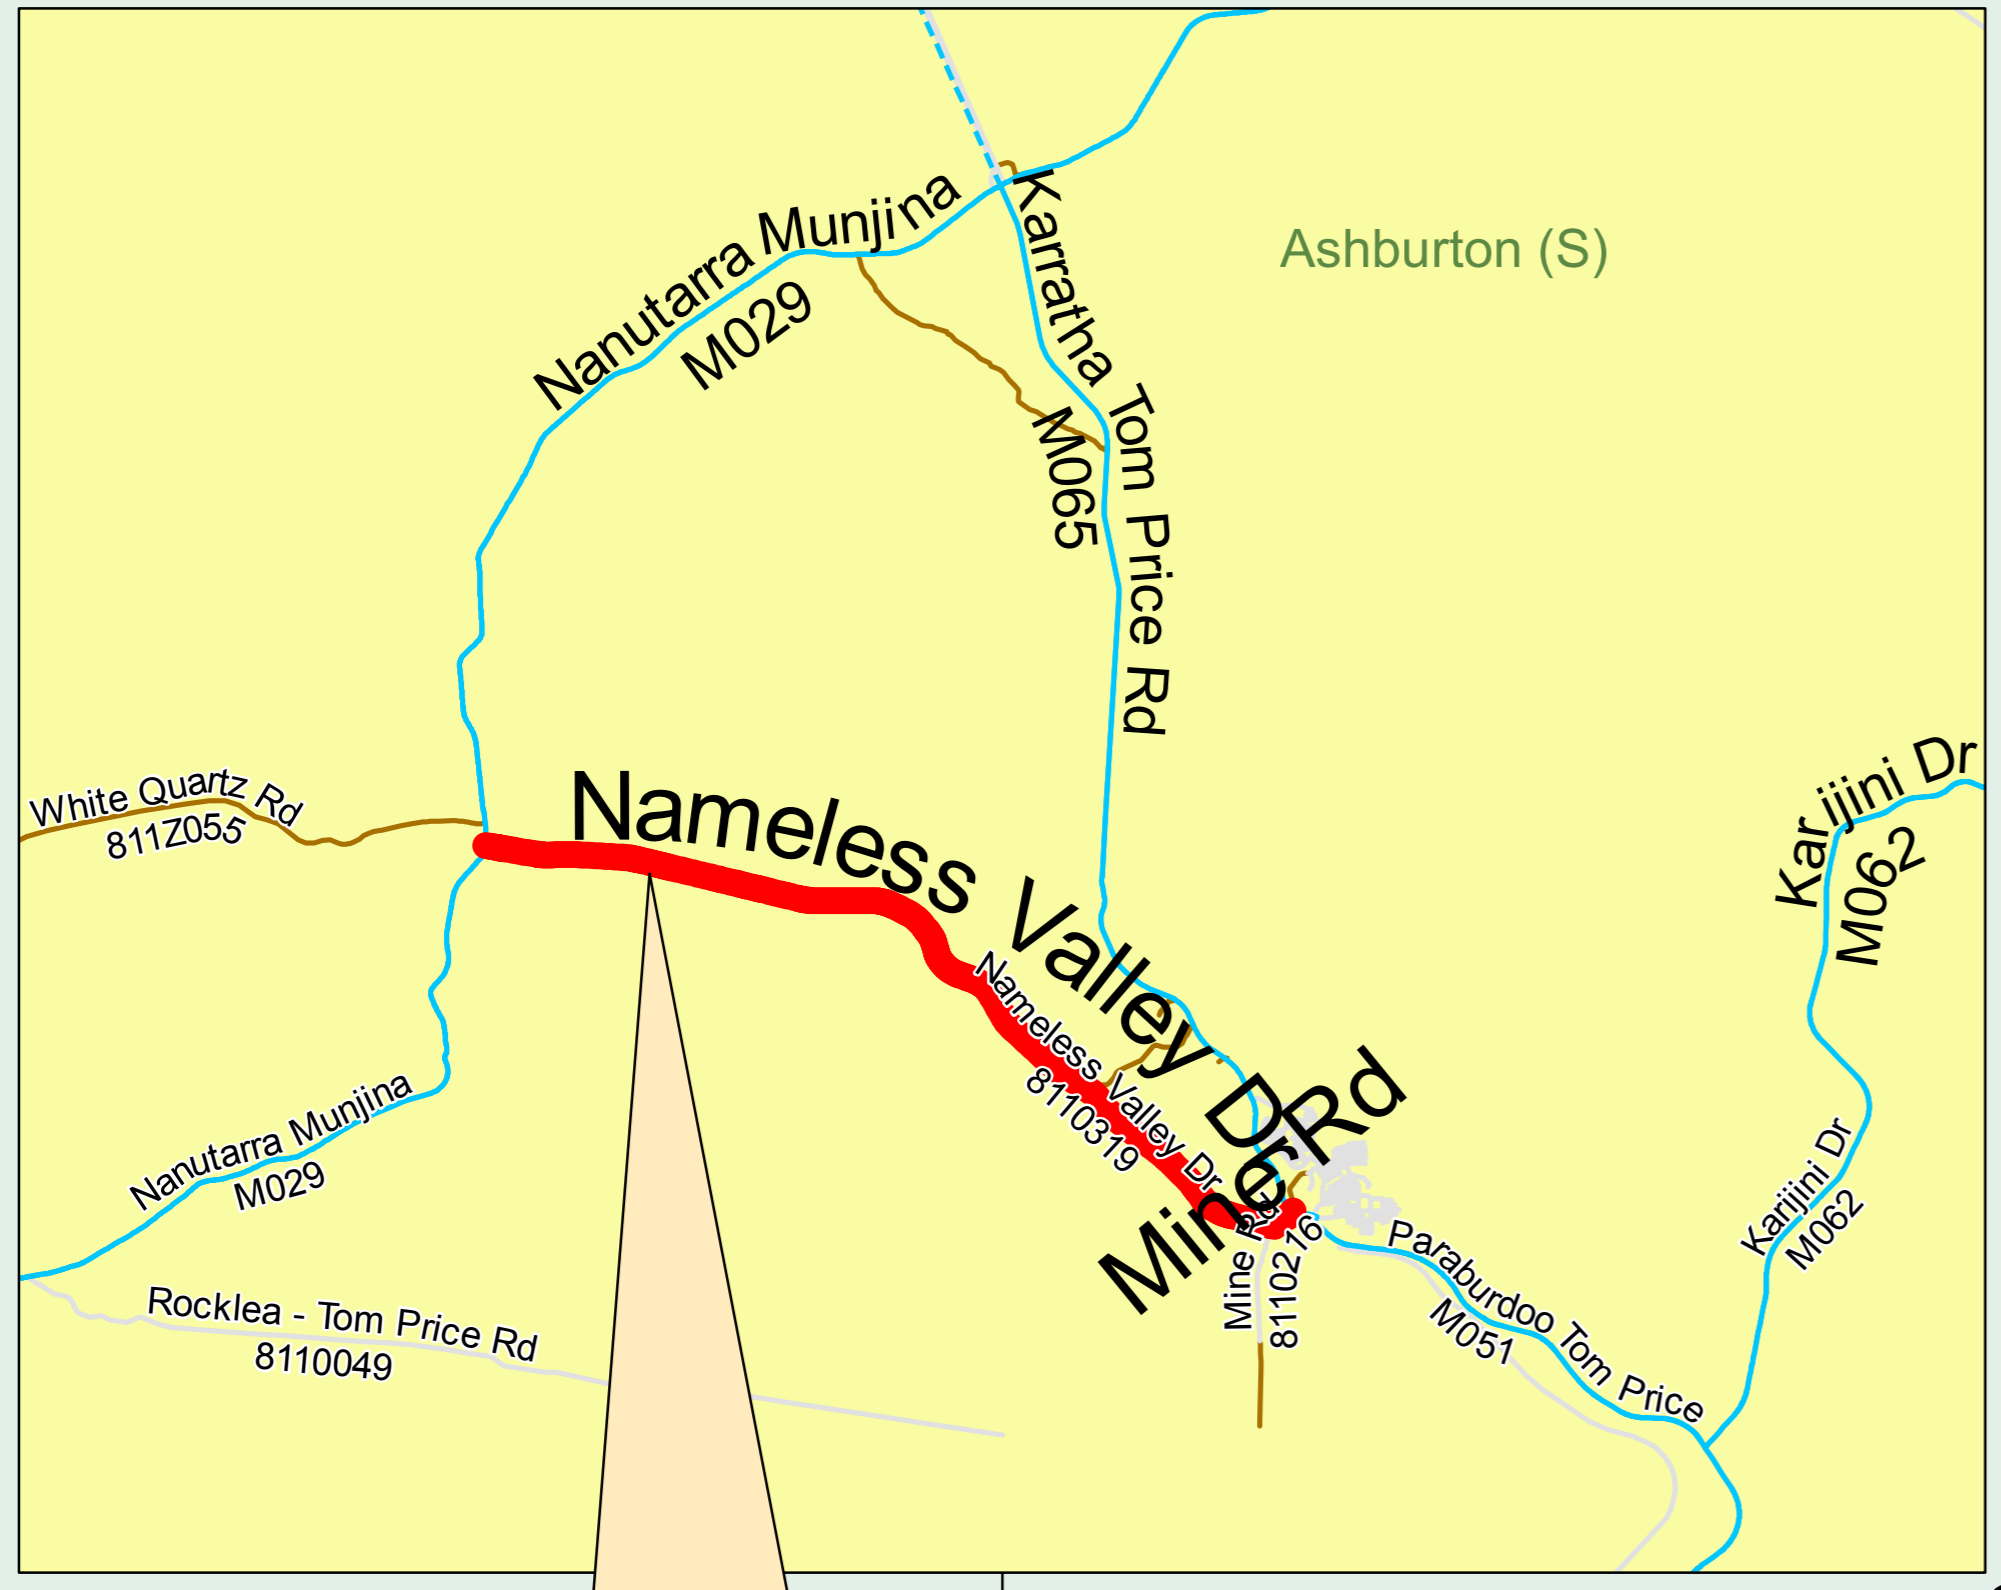 Nanutarra Munjina
M029
Karratha Tom Price Rd
M065
Ashburton (S)
White Quartz Rd
811Z055
Nameless Valley Dr
Nameless Valley Dr
8110319
Karijini Dr
M062
Mine Rd
Mine Rd
8110216
Nanutarra Munjina
M029
Karijini Dr
M062
Paraburdoo Tom Price
M051
Rocklea - Tom Price Rd
8110049